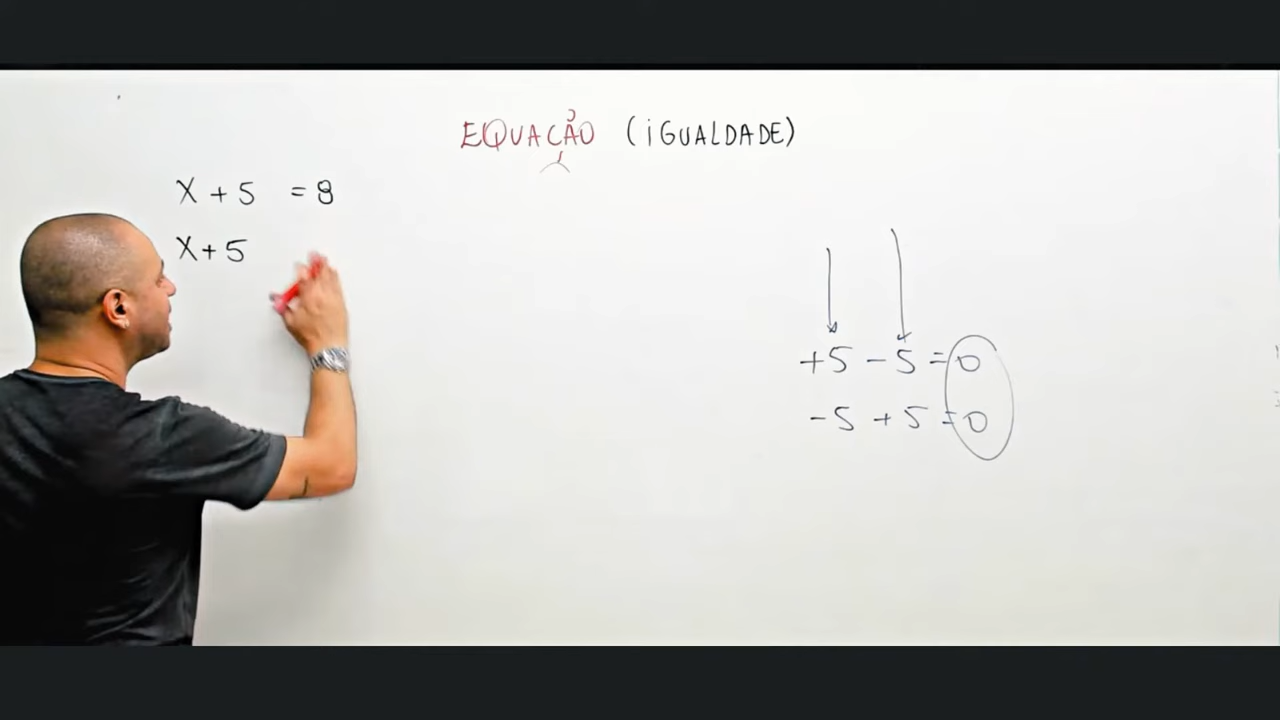 EQUAÇÃO (IGUALDADE)
X + 5 = 8
X + 5
+5 - 5 = 0
-5 + 5 = 0